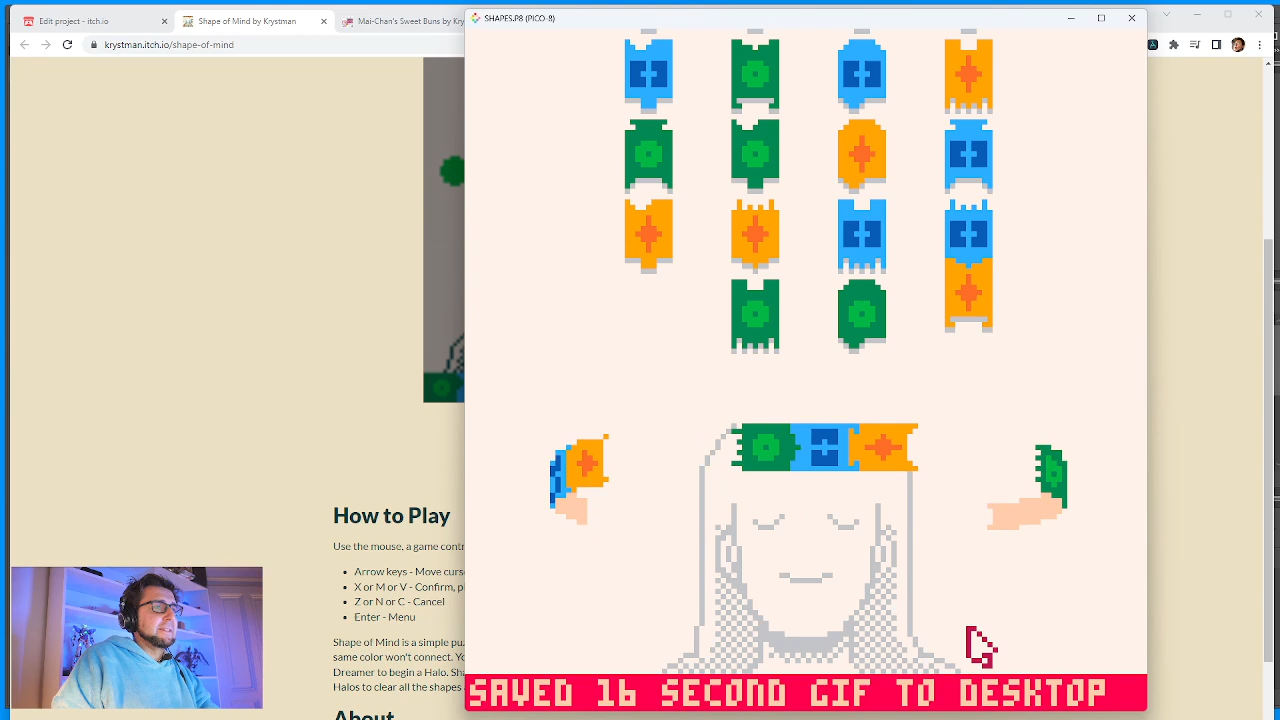 Edit project - itch.io
Shape of Mind by Krystman
Mai-Chan's Sweet Buns by Kry
SHAPES.P8 (PICO-8)
krystman.itch.io/shape-of-mind
How to Play
Use the mouse, a game contr
Arrow keys - Move curs
X or M or V - Confirm, p
Z or N or C - Cancel
Enter - Menu
Shape of Mind is a simple puz
same color won't connect. Yo
Dreamer to begin a Halo. Sh
Halos to clear all the shapes
About
SAVED 16 SECOND GIF TO DESKTOP